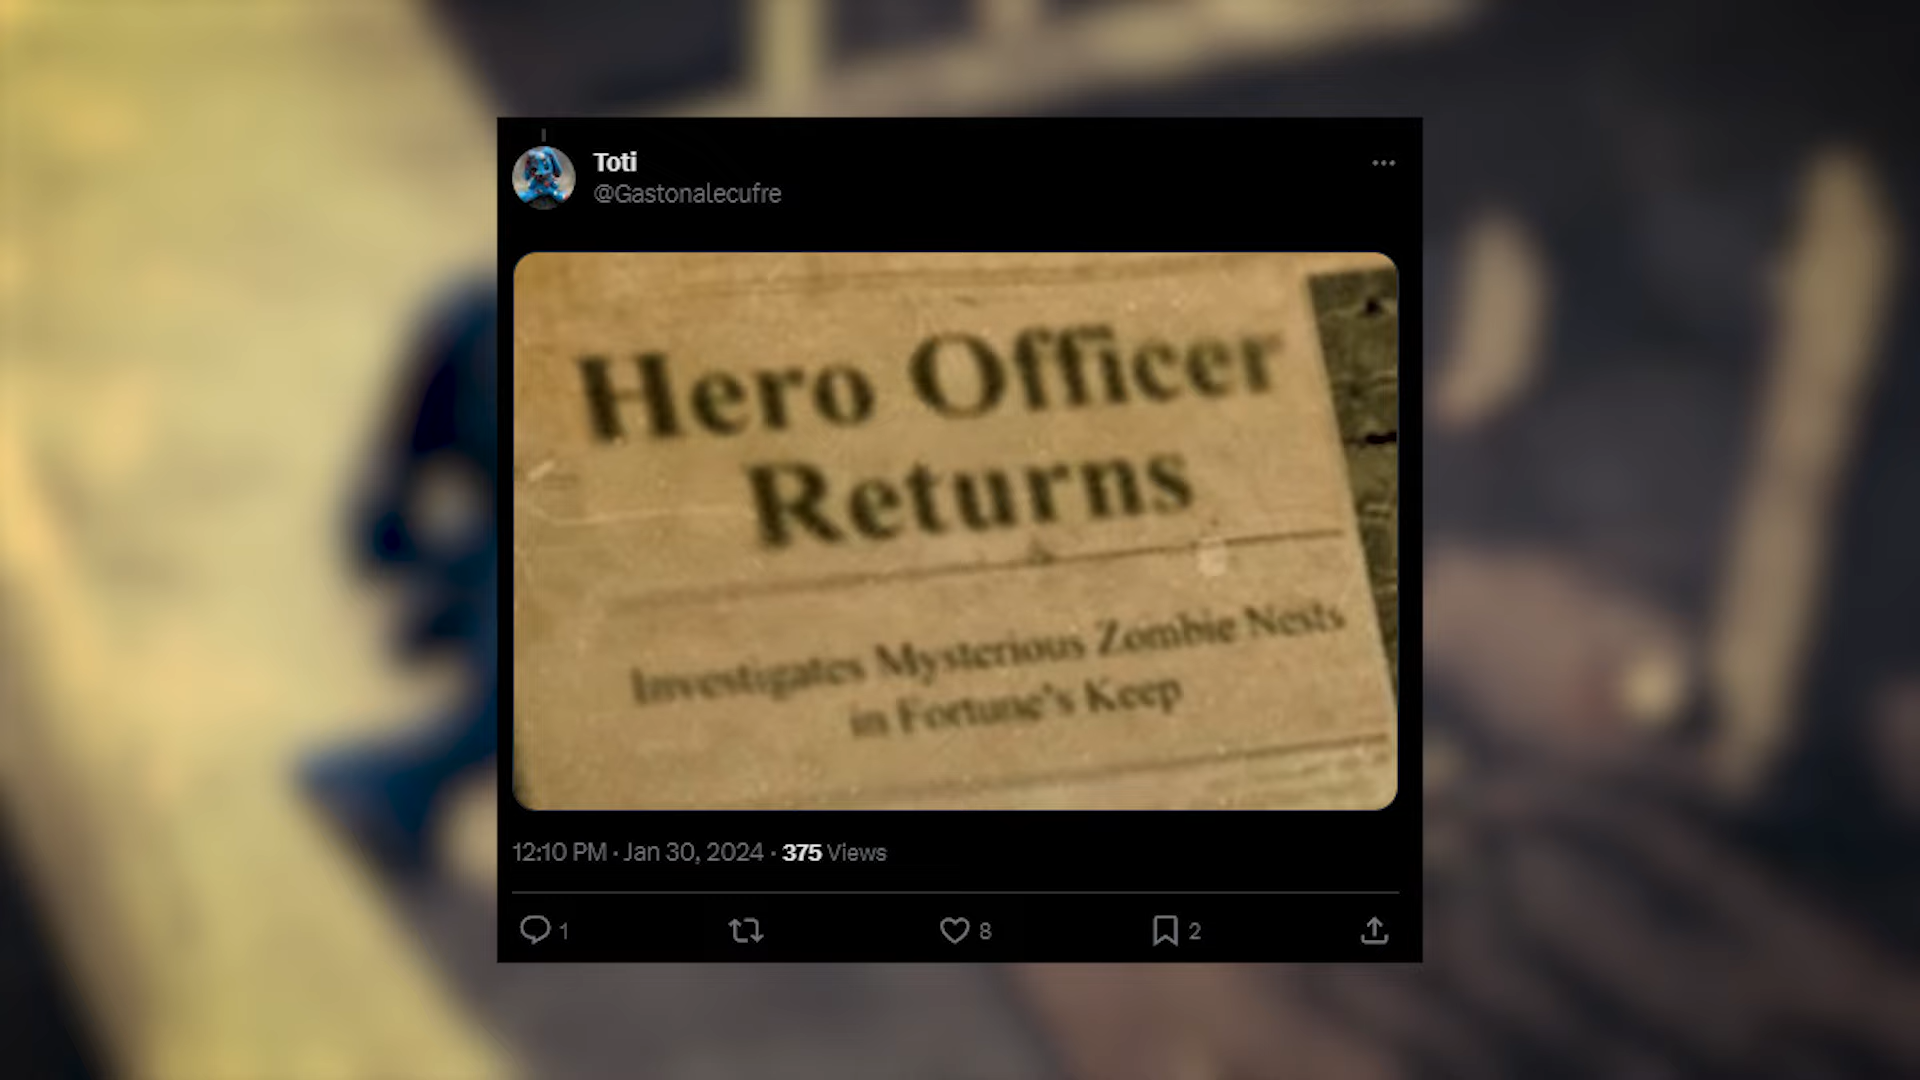 Toti
@Gastonalecufre
Hero Officer
Returns
Investigates Mysterious Zombie Nests
in Fortune's Keep
12:10 PM · Jan 30, 2024 · 375 Views
1
8
2